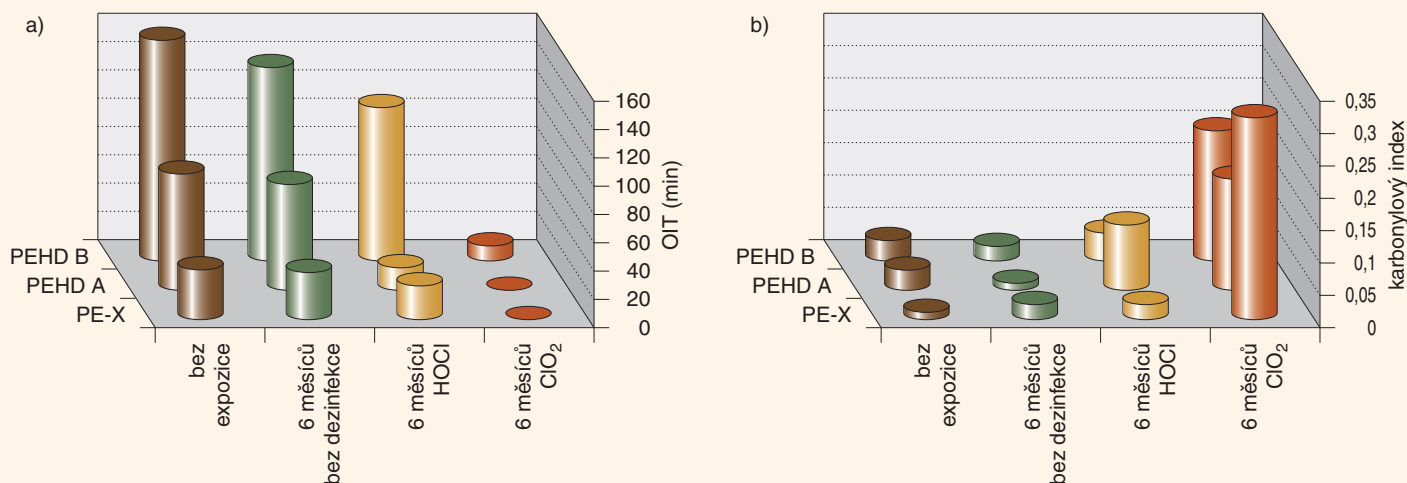 a)
160
140
120
100
80
60
40
20
0
OIT (min)
PEHD B
PEHD A
PE-X
bez
expozice
6 měsíců
bez dezinfekce
6 měsíců
HOCl
6 měsíců
ClO₂
b)
0,35
0,3
0,25
0,2
0,15
0,1
0,05
0
karbonylový index
PEHD B
PEHD A
PE-X
bez
expozice
6 měsíců
bez dezinfekce
6 měsíců
HOCl
6 měsíců
ClO₂